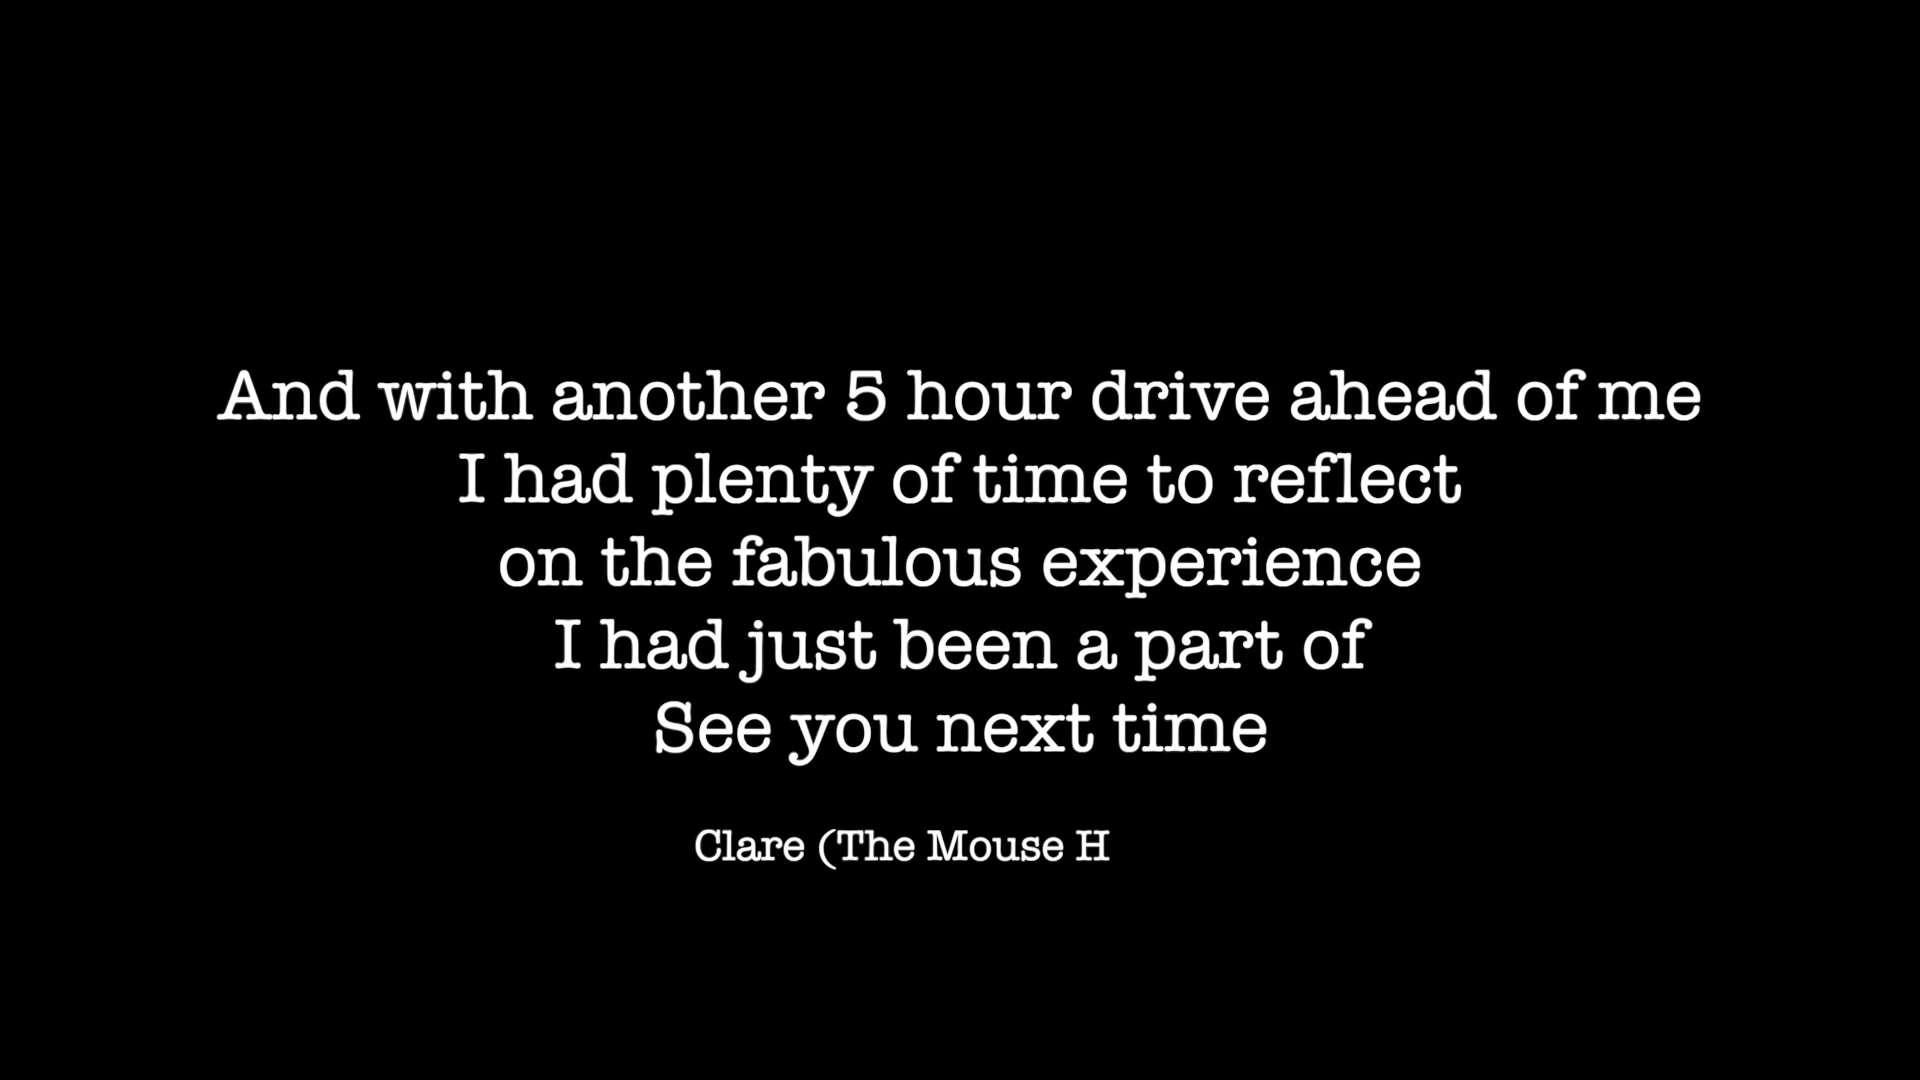 And with another 5 hour drive ahead of me
I had plenty of time to reflect
on the fabulous experience
I had just been a part of
See you next time
Clare (The Mouse H